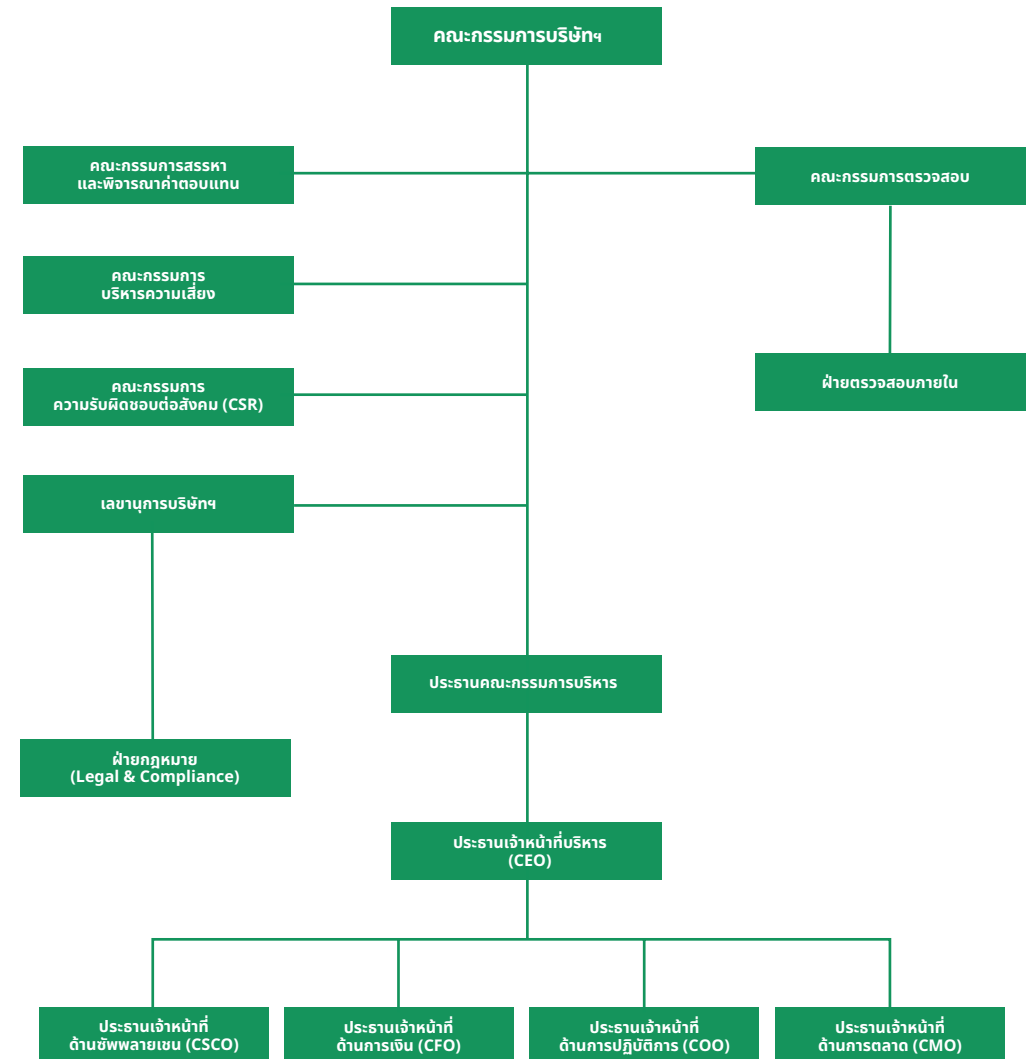 คณะกรรมการบริษัทฯ
คณะกรรมการสรรหา
และพิจารณาค่าตอบแทน
คณะกรรมการตรวจสอบ
คณะกรรมการ
บริหารความเสี่ยง
ฝ่ายตรวจสอบภายใน
คณะกรรมการ
ความรับผิดชอบต่อสังคม (CSR)
เลขานุการบริษัทฯ
ประธานคณะกรรมการบริหาร
ฝ่ายกฎหมาย
(Legal & Compliance)
ประธานเจ้าหน้าที่บริหาร
(CEO)
ประธานเจ้าหน้าที่
ด้านซัพพลายเชน (CSCO)
ประธานเจ้าหน้าที่
ด้านการเงิน (CFO)
ประธานเจ้าหน้าที่
ด้านการปฏิบัติการ (COO)
ประธานเจ้าหน้าที่
ด้านการตลาด (CMO)